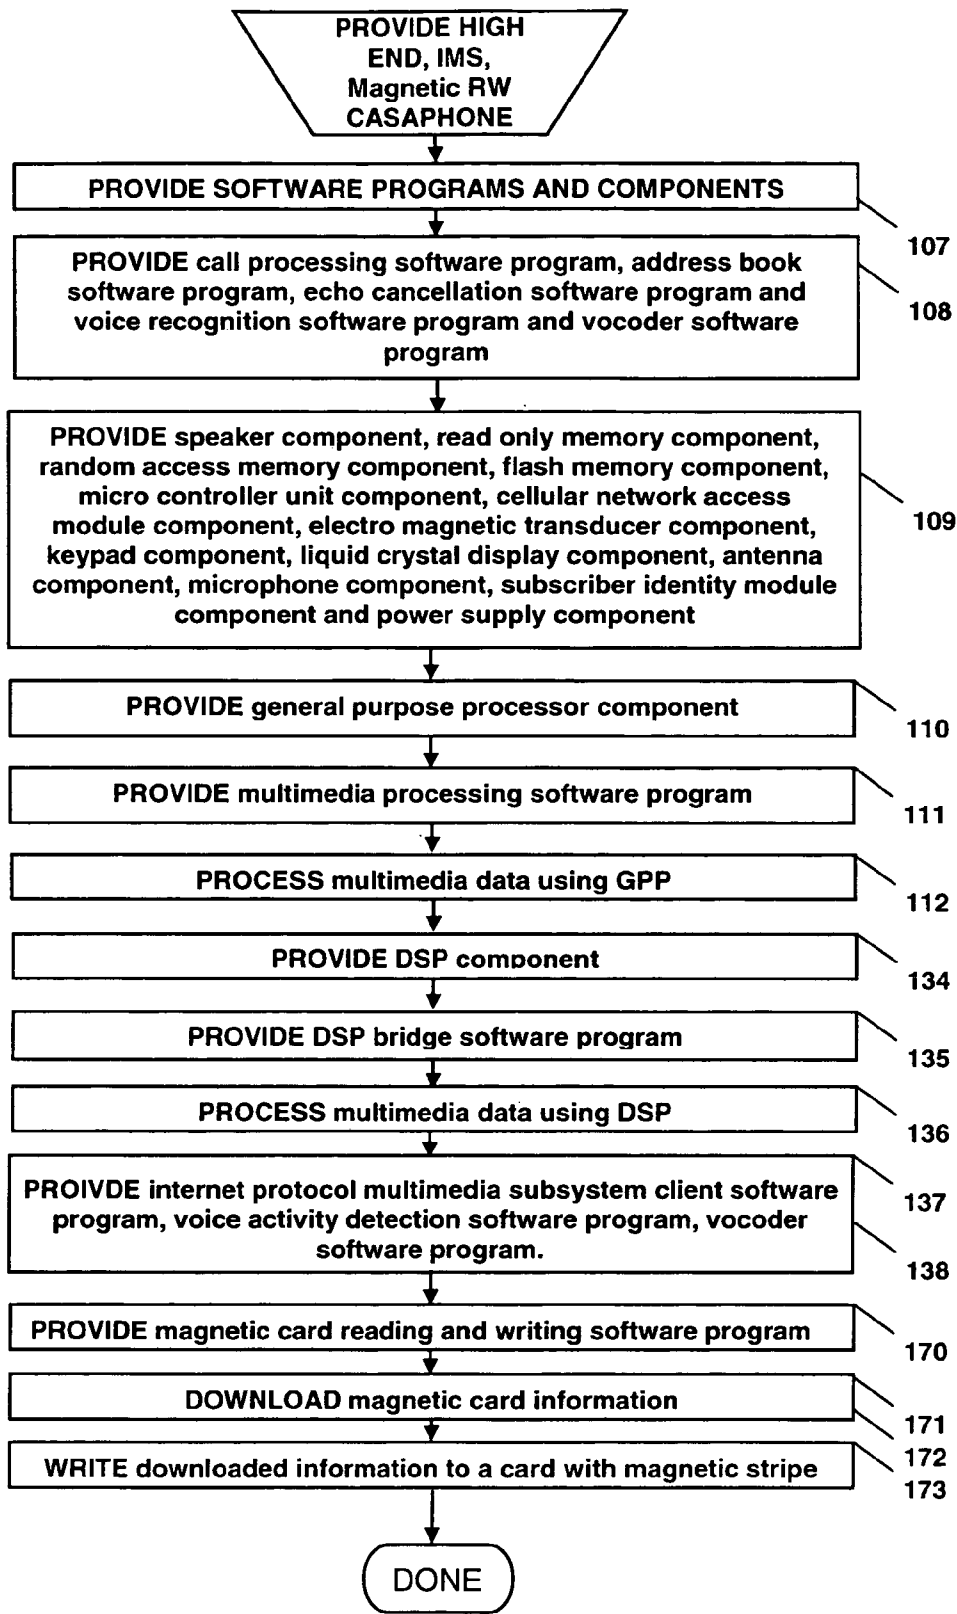 PROVIDE HIGH
END, IMS,
Magnetic RW
CASAPHONE
PROVIDE SOFTWARE PROGRAMS AND COMPONENTS
107
PROVIDE call processing software program, address book
software program, echo cancellation software program and
voice recognition software program and vocoder software
program
108
PROVIDE speaker component, read only memory component,
random access memory component, flash memory component,
micro controller unit component, cellular network access
module component, electro magnetic transducer component,
keypad component, liquid crystal display component, antenna
component, microphone component, subscriber identity module
component and power supply component
109
PROVIDE general purpose processor component
110
PROVIDE multimedia processing software program
111
PROCESS multimedia data using GPP
112
PROVIDE DSP component
134
PROVIDE DSP bridge software program
135
PROCESS multimedia data using DSP
136
PROIVDE internet protocol multimedia subsystem client software
program, voice activity detection software program, vocoder
software program.
137
138
PROVIDE magnetic card reading and writing software program
170
DOWNLOAD magnetic card information
171
172
WRITE downloaded information to a card with magnetic stripe
173
DONE